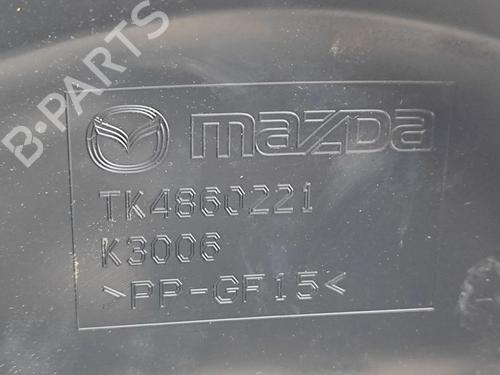 B-PARTS
mazda
TK4860221
K3006
>PP-GF15<